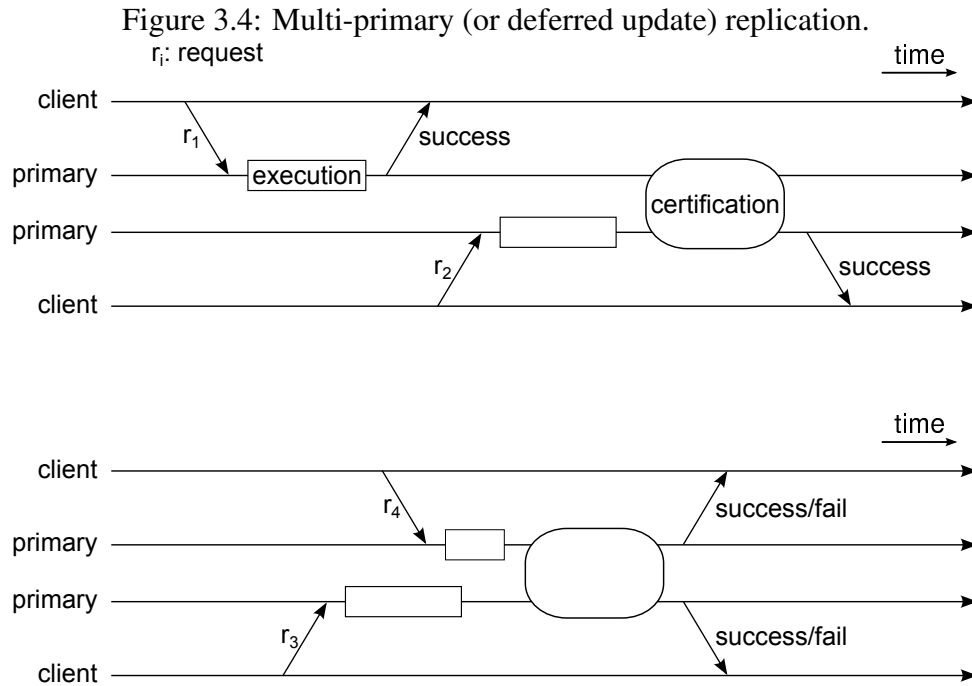 Figure 3.4: Multi-primary (or deferred update) replication.
rᵢ: request
time
client
r₁
success
primary
execution
certification
primary
r₂
success
client
time
client
r₄
success/fail
primary
primary
r₃
success/fail
client